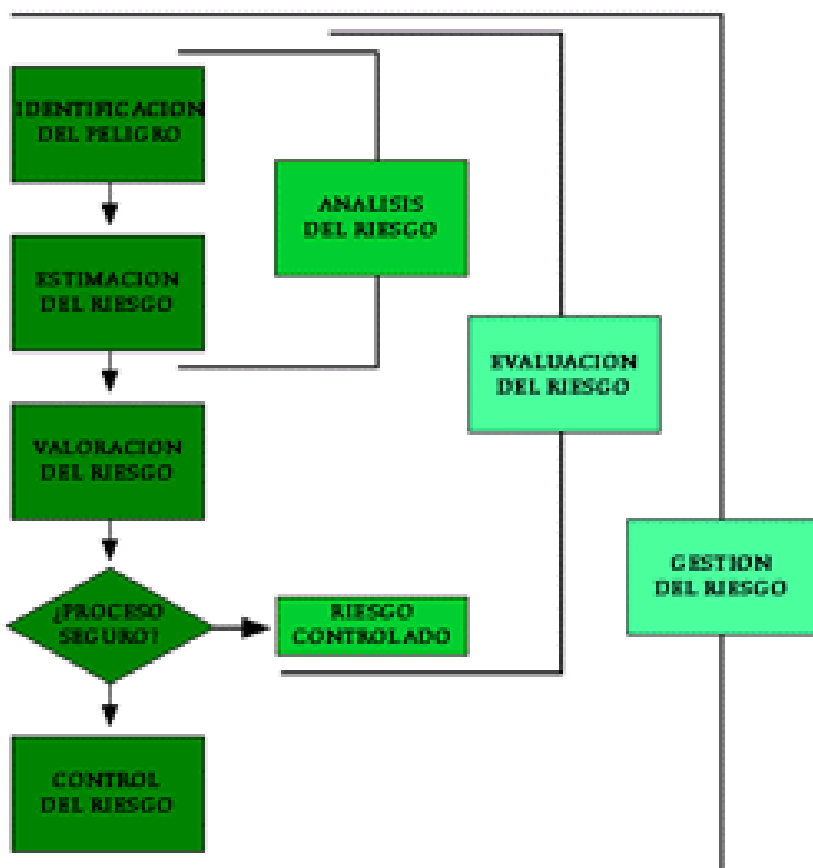 IDENTIFICACION
DEL PELIGRO
ANALISIS
DEL RIESGO
ESTIMACION
DEL RIESGO
EVALUACION
DEL RIESGO
VALORACION
DEL RIESGO
GESTION
DEL RIESGO
¿PROCESO
SEGURO?
RIESGO
CONTROLADO
CONTROL
DEL RIESGO